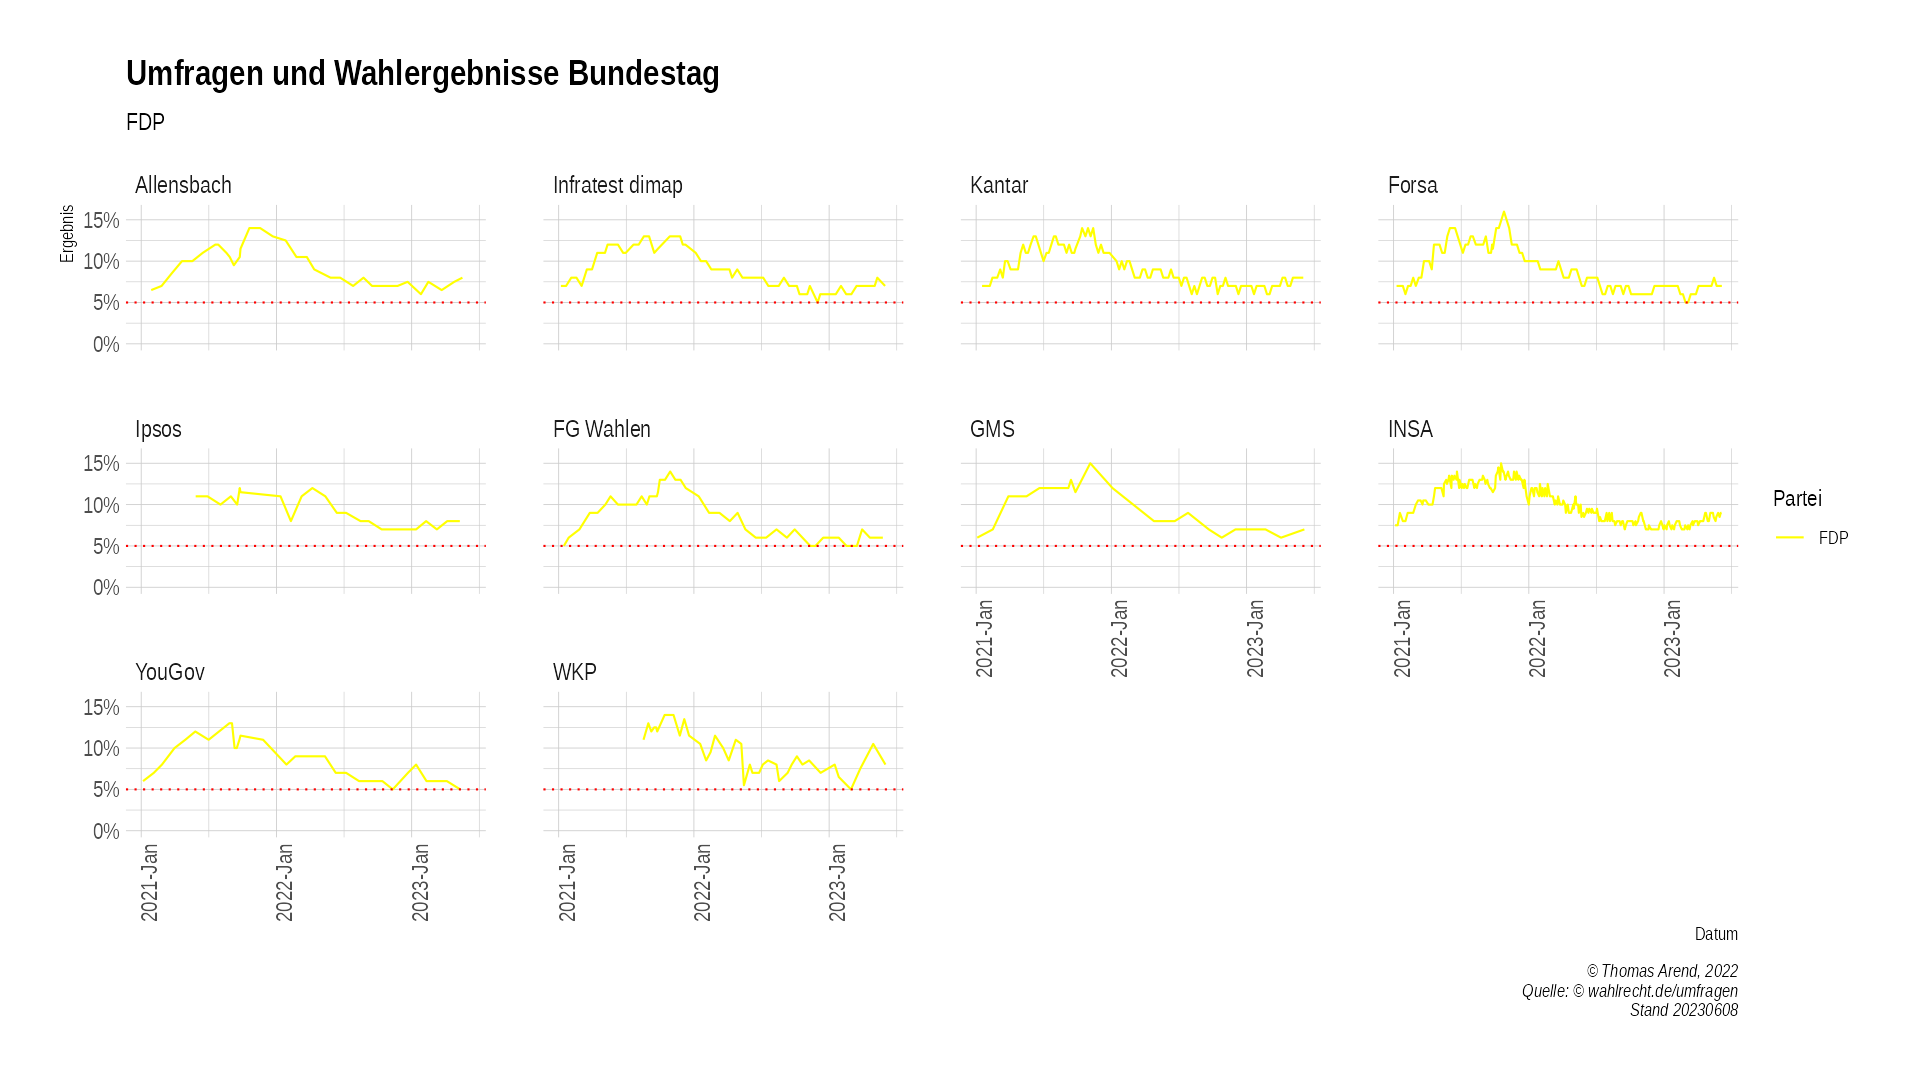 Umfragen und Wahlergebnisse Bundestag
FDP
Allensbach
Infratest dimap
Kantar
Forsa
Ergebnis
15%
10%
5%
0%
Ipsos
FG Wahlen
GMS
INSA
15%
10%
5%
0%
2021-Jan
2022-Jan
2023-Jan
2021-Jan
2022-Jan
2023-Jan
Partei
FDP
YouGov
WKP
15%
10%
5%
0%
2021-Jan
2022-Jan
2023-Jan
2021-Jan
2022-Jan
2023-Jan
Datum
© Thomas Arend, 2022
Quelle: © wahlrecht.de/umfragen
Stand 20230608